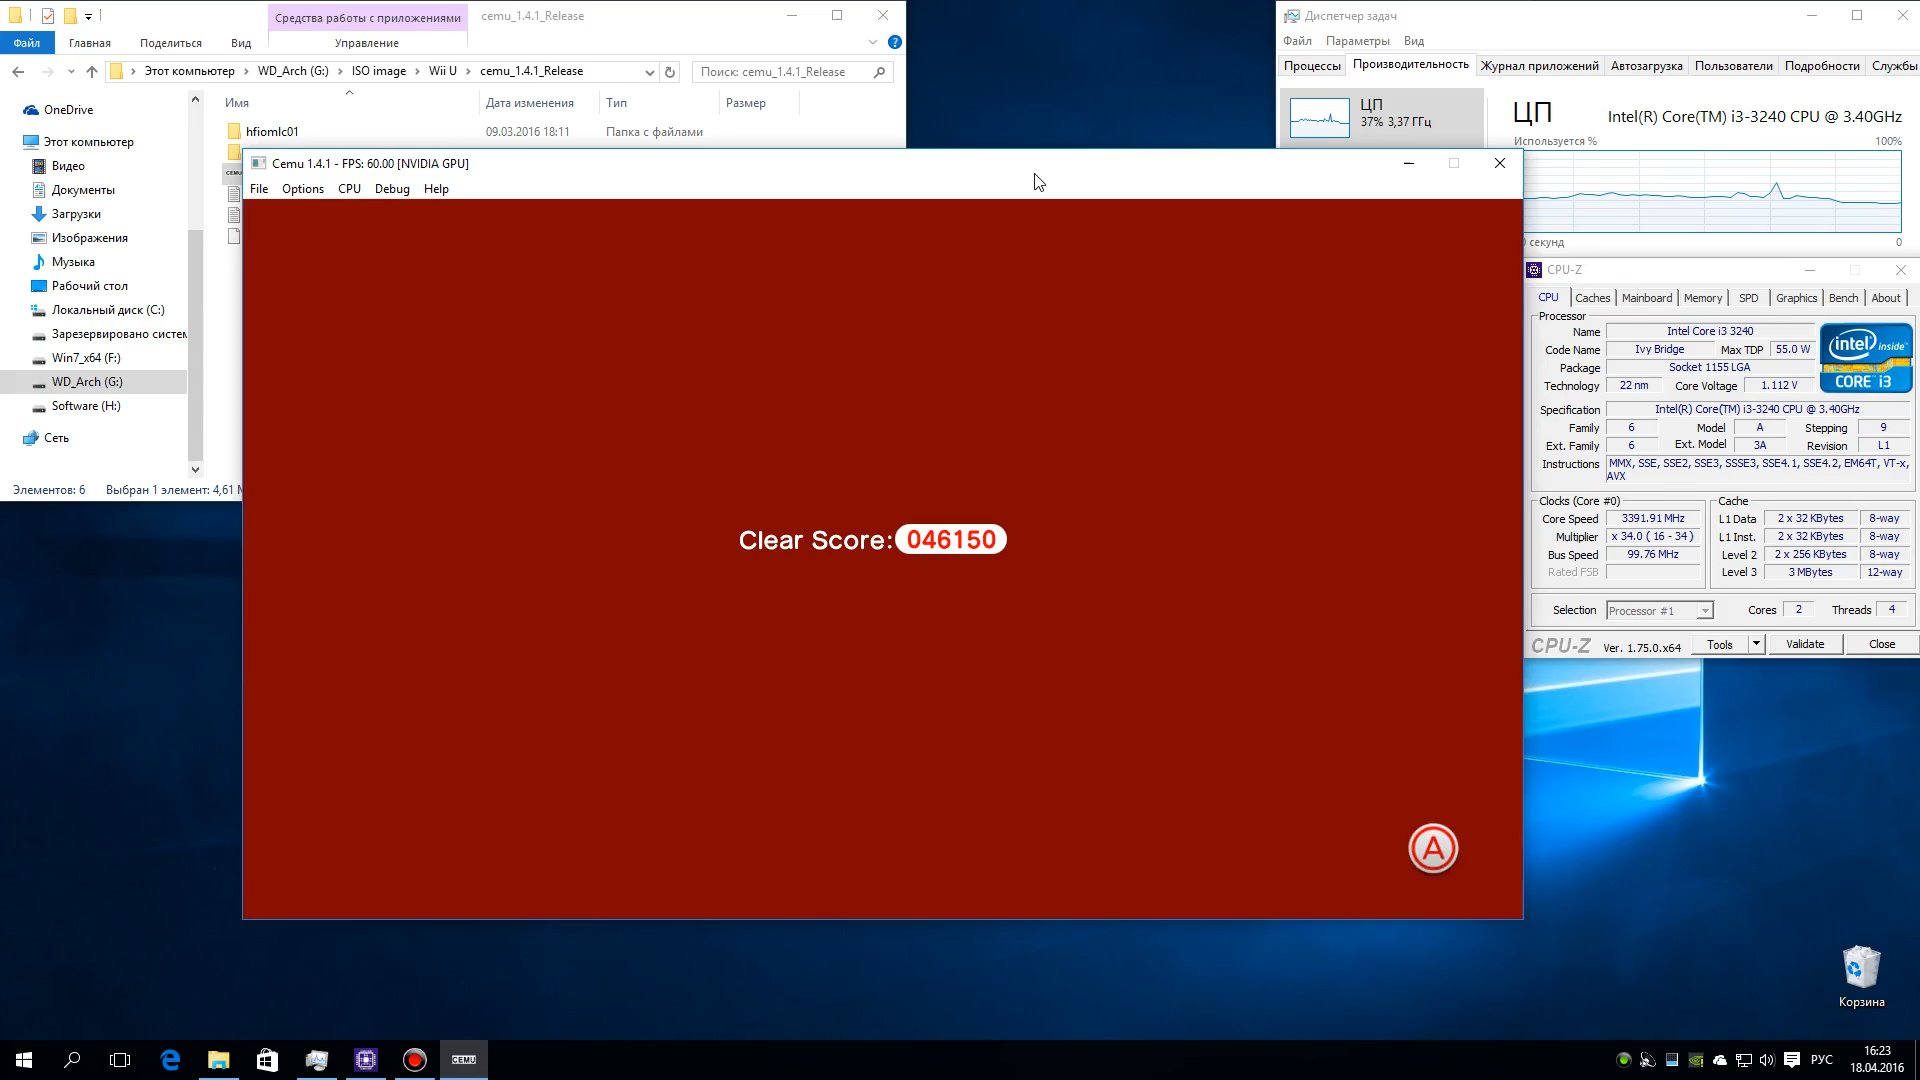 Средства работы с приложениями
cemu_1.4.1_Release
Файл
Главная
Поделиться
Вид
Управление
Этот компьютер
WD_Arch (G:)
ISO image
Wii U
cemu_1.4.1_Release
Поиск: cemu_1.4.1_Release
Имя
Дата изменения
Тип
Размер
hfiomlc01
09.03.2016 18:11
Папка с файлами
OneDrive
Этот компьютер
Видео
Документы
Загрузки
Изображения
Музыка
Рабочий стол
Локальный диск (C:)
Зарезервировано систем
Win7_x64 (F:)
WD_Arch (G:)
Software (H:)
Сеть
Элементов: 6
Выбран 1 элемент: 4,61
Диспетчер задач
Файл
Параметры
Вид
Процессы
Производительность
Журнал приложений
Автозагрузка
Пользователи
Подробности
Службы
ЦП
37% 3,37 ГГц
ЦП
Intel(R) Core(TM) i3-3240 CPU @ 3.40GHz
Используется %
100%
секунд
0
Cemu 1.4.1 - FPS: 60.00 [NVIDIA GPU]
File
Options
CPU
Debug
Help
Clear Score: 046150
A
CPU-Z
CPU
Caches
Mainboard
Memory
SPD
Graphics
Bench
About
Processor
Name
Intel Core i3 3240
Code Name
Ivy Bridge
Max TDP
55.0 W
Package
Socket 1155 LGA
Technology
22 nm
Core Voltage
1.112 V
intel inside
CORE i3
Specification
Intel(R) Core(TM) i3-3240 CPU @ 3.40GHz
Family
6
Model
A
Stepping
9
Ext. Family
6
Ext. Model
3A
Revision
L1
Instructions
MMX, SSE, SSE2, SSE3, SSSE3, SSE4.1, SSE4.2, EM64T, VT-x,
AVX
Clocks (Core #0)
Core Speed
3391.91 MHz
Multiplier
x 34.0 ( 16 - 34 )
Bus Speed
99.76 MHz
Rated FSB
Cache
L1 Data
2 x 32 KBytes
8-way
L1 Inst.
2 x 32 KBytes
8-way
Level 2
2 x 256 KBytes
8-way
Level 3
3 MBytes
12-way
Selection
Processor #1
Cores
2
Threads
4
CPU-Z
Ver. 1.75.0.x64
Tools
Validate
Close
Корзина
CEMU
РУС
16:23
18.04.2016